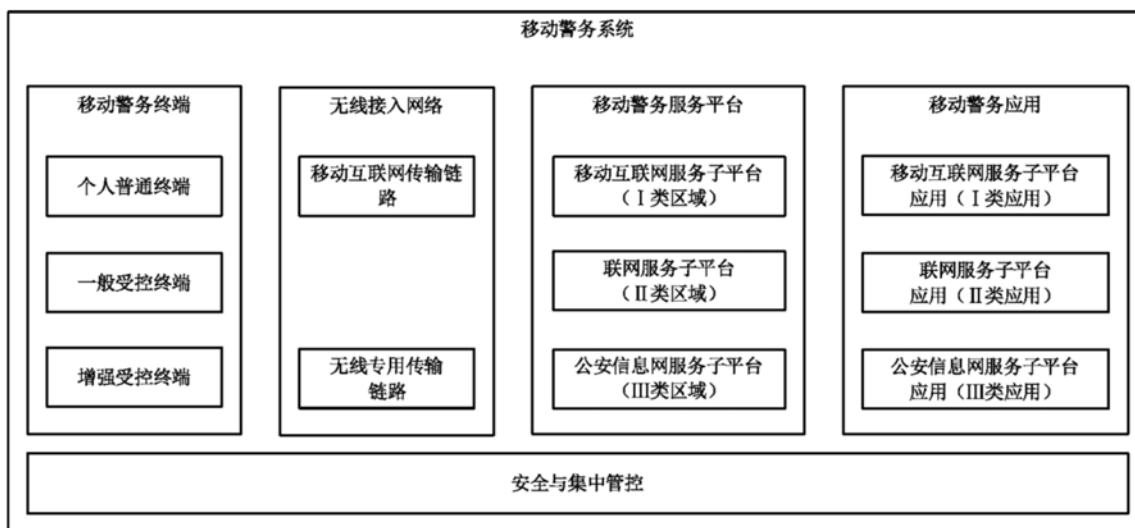 移动警务系统
移动警务终端
个人普通终端
一般受控终端
增强受控终端
无线接入网络
移动互联网传输链
路
无线专用传输
链路
移动警务服务平台
移动互联网服务子平台
（Ⅰ类区域）
联网服务子平台
（Ⅱ类区域）
公安信息网服务子平台
（Ⅲ类区域）
移动警务应用
移动互联网服务子平台
应用（Ⅰ类应用）
联网服务子平台
应用（Ⅱ类应用）
公安信息网服务子平台
应用（Ⅲ类应用）
安全与集中管控